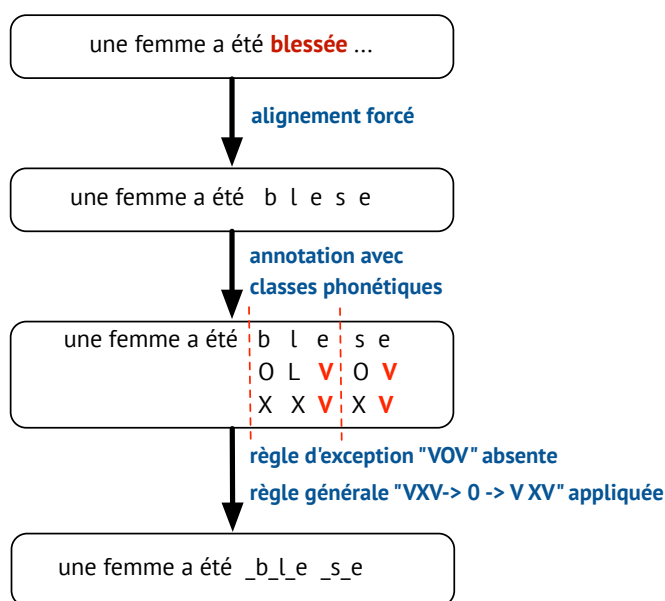 une femme a été blessée ...
alignement forcé
une femme a été b l e s e
annotation avec
classes phonétiques
une femme a été b l e s e
O L V O V
X X V X V
règle d'exception "VOV" absente
règle générale "VXV-> 0 -> V XV" appliquée
une femme a été _b_l_e _s_e